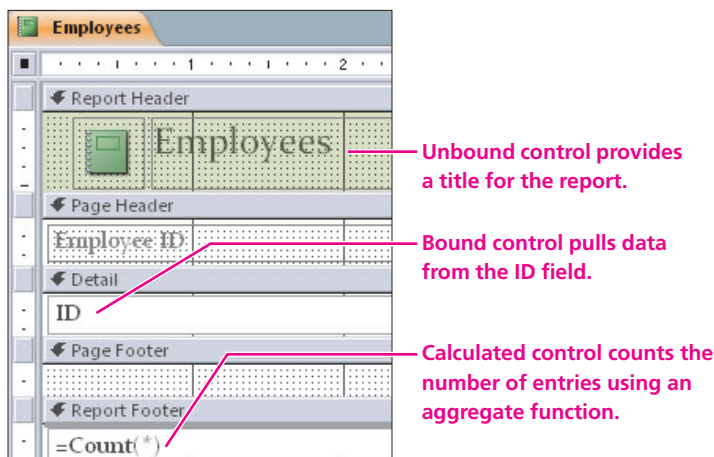 Employees
1 2
Report Header
Employees
Unbound control provides
a title for the report.
Page Header
Employee ID
Bound control pulls data
from the ID field.
Detail
ID
Page Footer
Calculated control counts the
number of entries using an
aggregate function.
Report Footer
=Count(*)